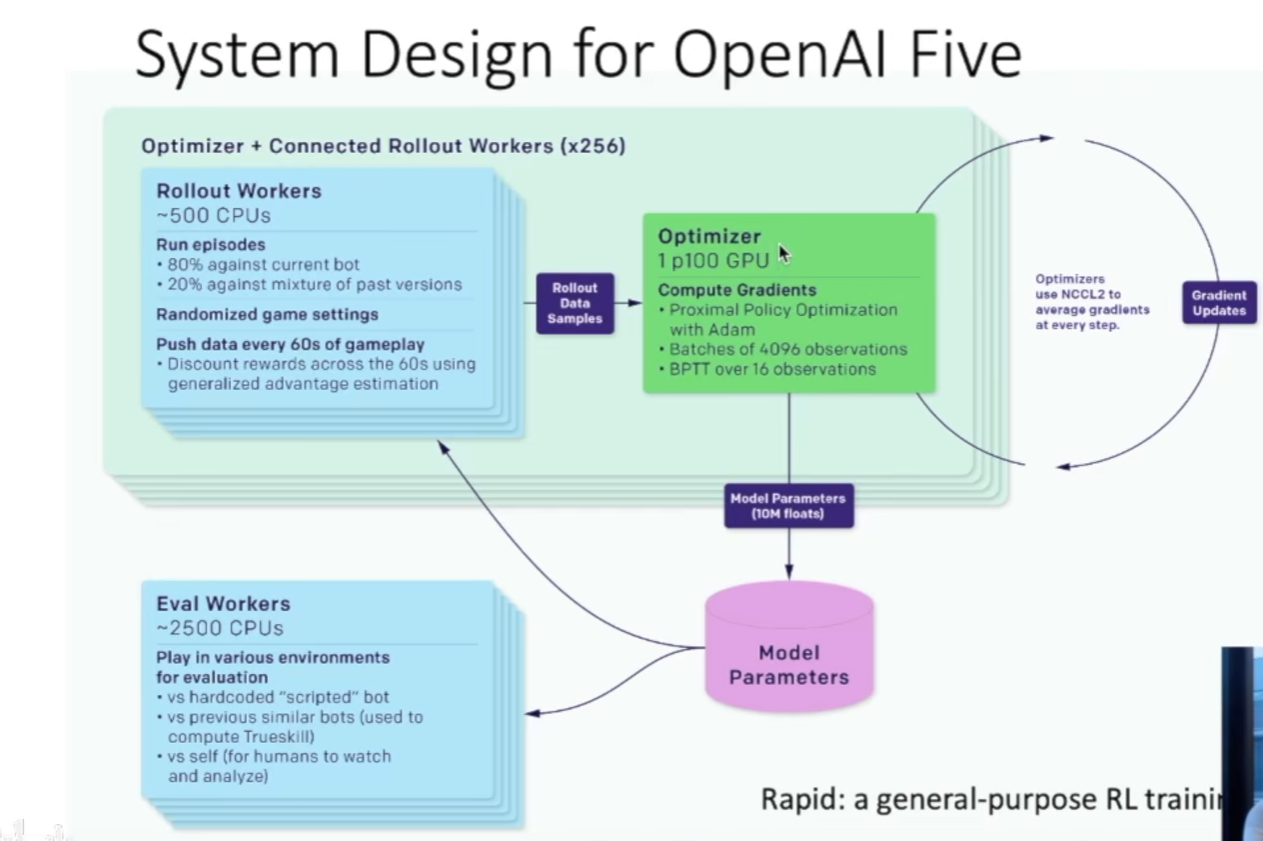 System Design for OpenAI Five
Optimizer + Connected Rollout Workers (x256)
Rollout Workers
~500 CPUs
Run episodes
• 80% against current bot
• 20% against mixture of past versions
Randomized game settings
Push data every 60s of gameplay
• Discount rewards across the 60s using
generalized advantage estimation
Rollout
Data
Samples
Optimizer
1 p100 GPU
Compute Gradients
• Proximal Policy Optimization
with Adam
• Batches of 4096 observations
• BPTT over 16 observations
Optimizers
use NCCL2 to
average gradients
at every step.
Gradient
Updates
Model Parameters
(10M floats)
Eval Workers
~2500 CPUs
Play in various environments
for evaluation
• vs hardcoded “scripted” bot
• vs previous similar bots (used to
compute Trueskill)
• vs self (for humans to watch
and analyze)
Model
Parameters
Rapid: a general-purpose RL